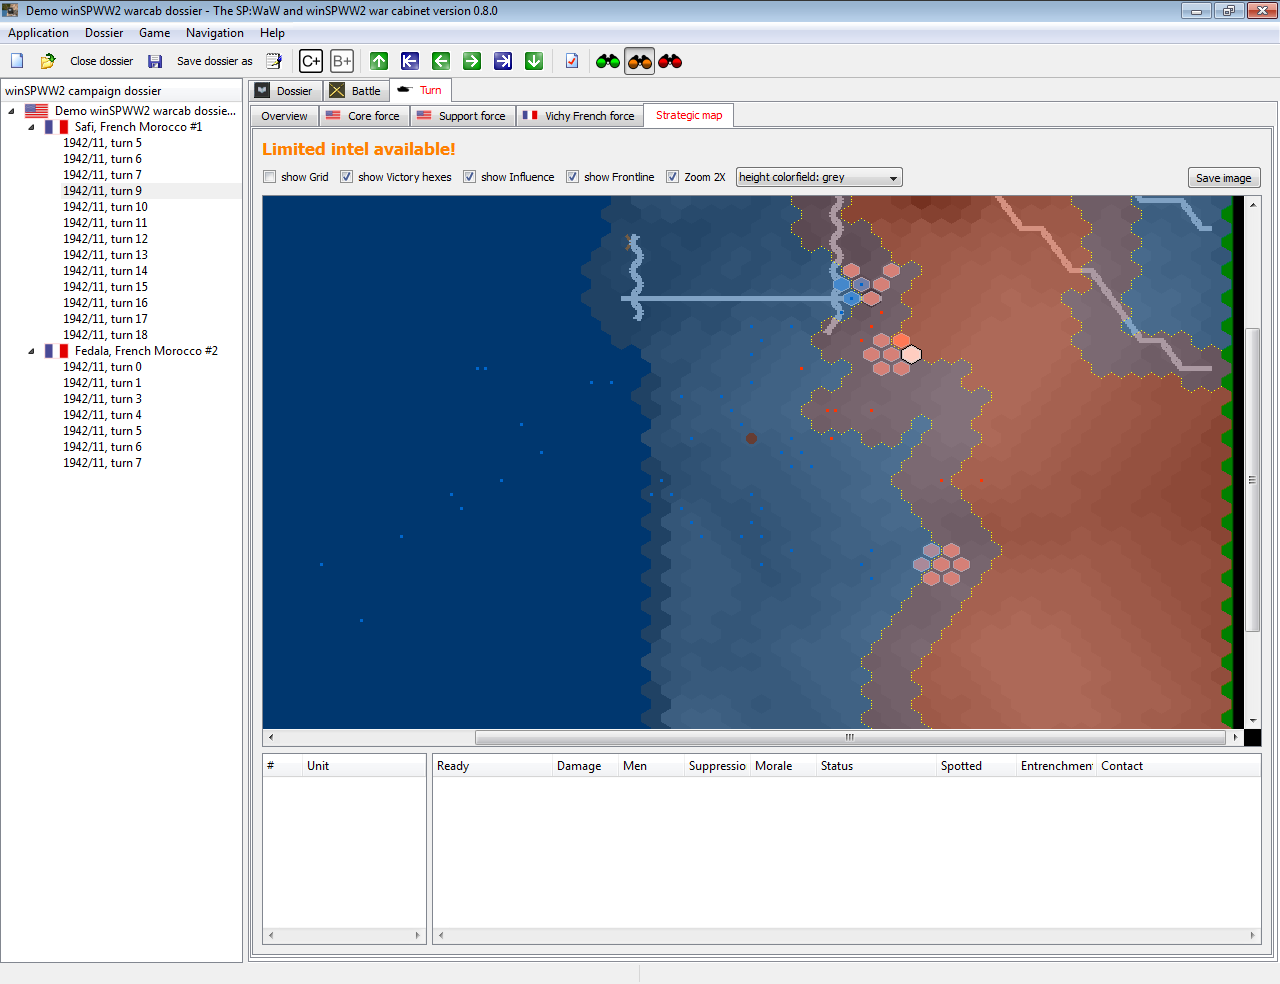 Demo winSPWW2 warcab dossier - The SP:WaW and winSPWW2 war cabinet version 0.8.0
Application Dossier Game Navigation Help
Close dossier Save dossier as C+ B+
winSPWW2 campaign dossier
Demo winSPWW2 warcab dossie...
Safi, French Morocco #1
1942/11, turn 5
1942/11, turn 6
1942/11, turn 7
1942/11, turn 9
1942/11, turn 10
1942/11, turn 11
1942/11, turn 12
1942/11, turn 13
1942/11, turn 14
1942/11, turn 15
1942/11, turn 16
1942/11, turn 17
1942/11, turn 18
Fedala, French Morocco #2
1942/11, turn 0
1942/11, turn 1
1942/11, turn 3
1942/11, turn 4
1942/11, turn 5
1942/11, turn 6
1942/11, turn 7
Dossier Battle Turn
Overview Core force Support force Vichy French force Strategic map
Limited intel available!
show Grid show Victory hexes show Influence show Frontline Zoom 2X height colorfield: grey Save image
# Unit
Ready Damage Men Suppressio Morale Status Spotted Entrenchmen Contact